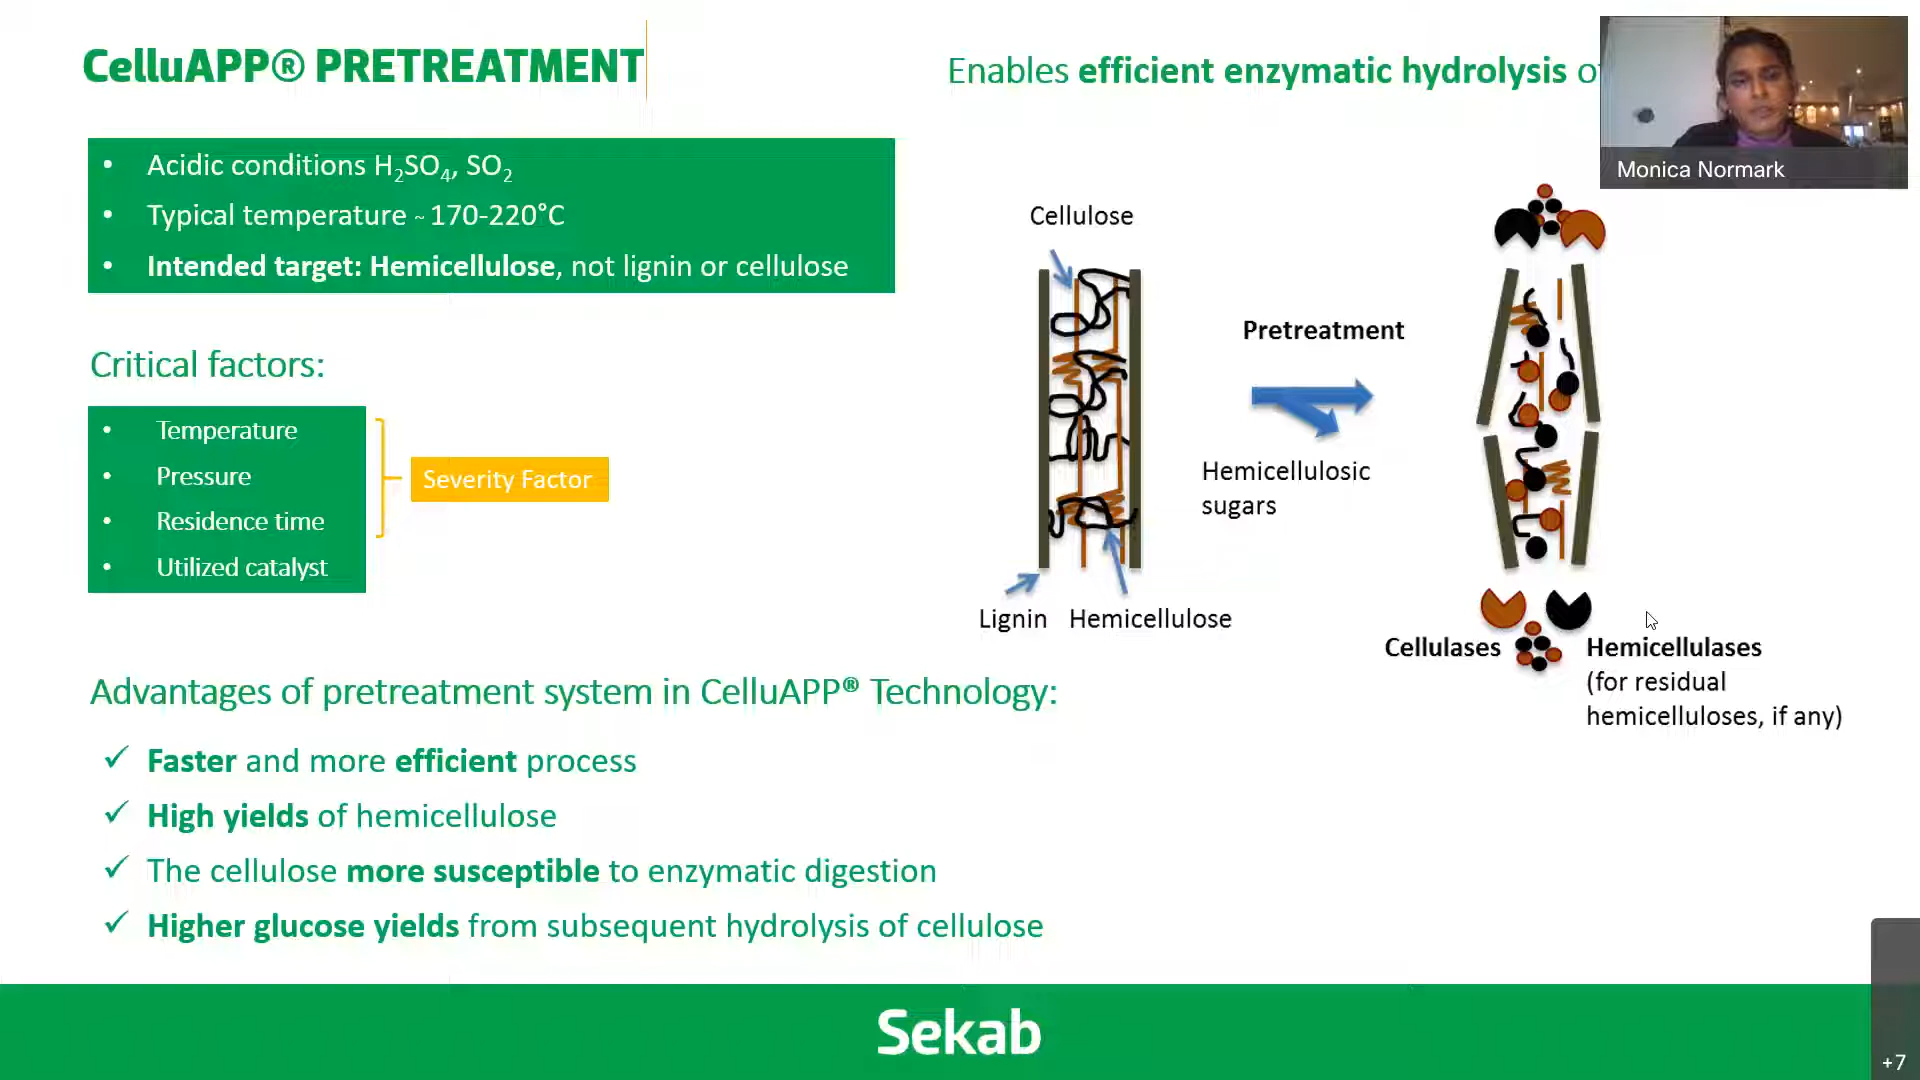 CelluAPP® PRETREATMENT
Enables efficient enzymatic hydrolysis
Monica Normark
• Acidic conditions H₂SO₄, SO₂
• Typical temperature ~ 170-220°C
• Intended target: Hemicellulose, not lignin or cellulose
Critical factors:
• Temperature
• Pressure
• Residence time
• Utilized catalyst
Severity Factor
Cellulose
Pretreatment
Hemicellulosic
sugars
Lignin
Hemicellulose
Cellulases
Hemicellulases
(for residual
hemicelluloses, if any)
Advantages of pretreatment system in CelluAPP® Technology:
✓ Faster and more efficient process
✓ High yields of hemicellulose
✓ The cellulose more susceptible to enzymatic digestion
✓ Higher glucose yields from subsequent hydrolysis of cellulose
Sekab
+7